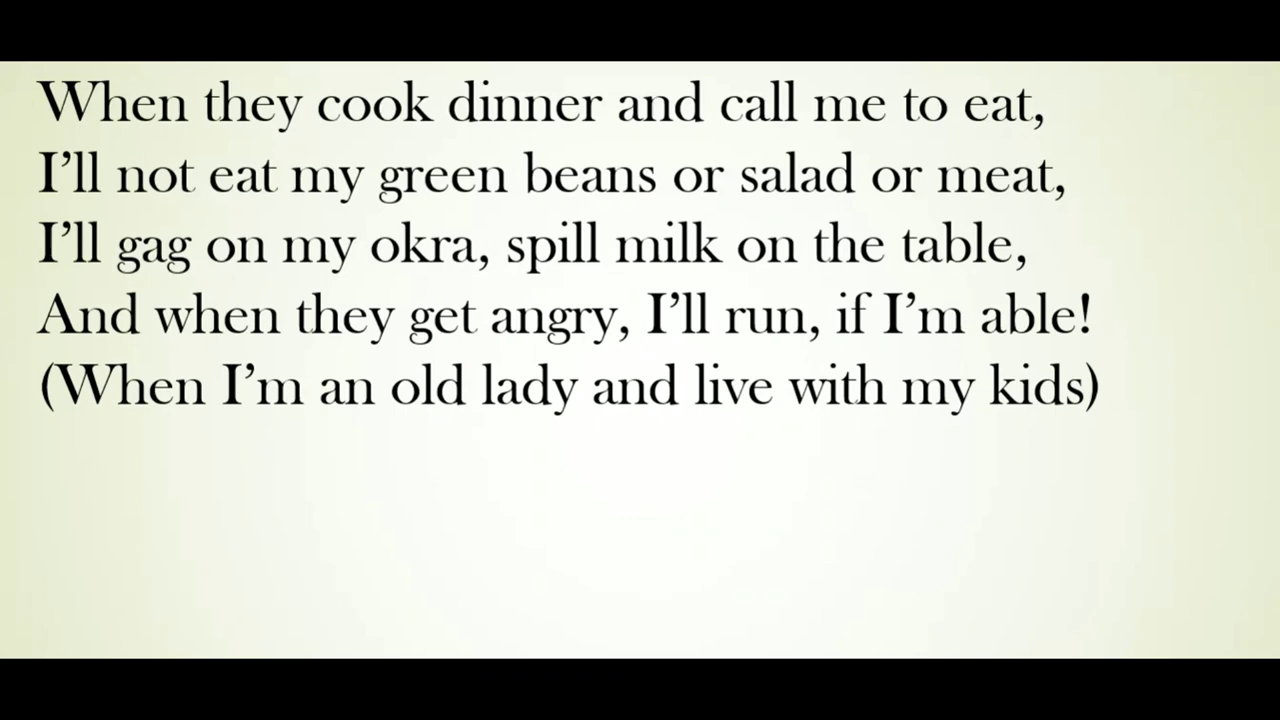 When they cook dinner and call me to eat,
I’ll not eat my green beans or salad or meat,
I’ll gag on my okra, spill milk on the table,
And when they get angry, I’ll run, if I’m able!
(When I’m an old lady and live with my kids)